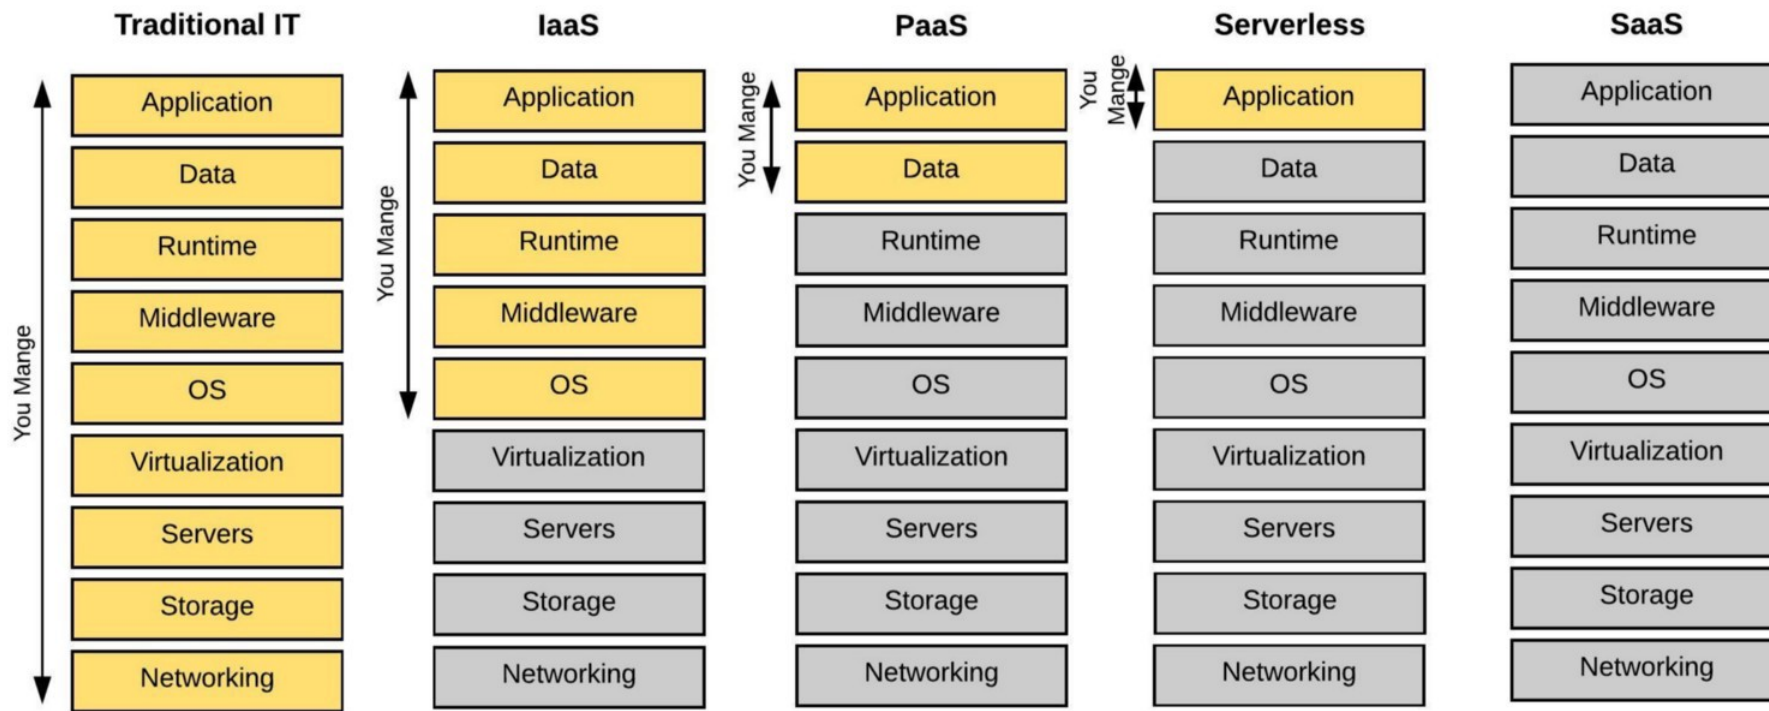 Traditional IT
IaaS
PaaS
Serverless
SaaS
You Mange
Application
Data
Runtime
Middleware
OS
Virtualization
Servers
Storage
Networking
You Mange
Application
Data
Runtime
Middleware
OS
Virtualization
Servers
Storage
Networking
You Mange
Application
Data
Runtime
Middleware
OS
Virtualization
Servers
Storage
Networking
You
Mange
Application
Data
Runtime
Middleware
OS
Virtualization
Servers
Storage
Networking
Application
Data
Runtime
Middleware
OS
Virtualization
Servers
Storage
Networking